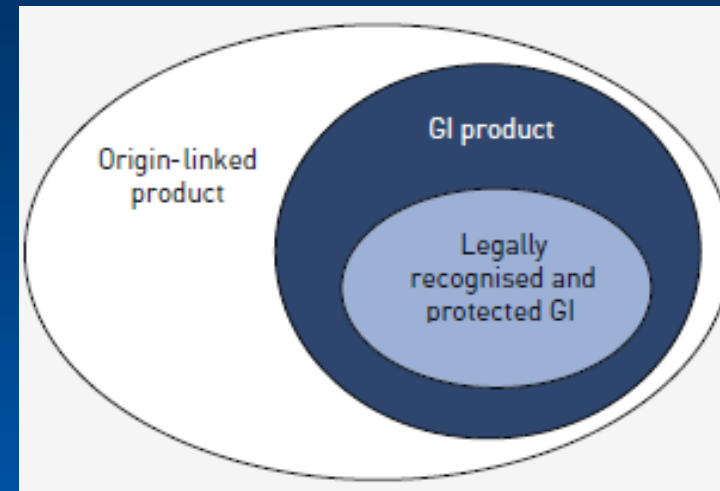 GI product
Origin-linked
product
Legally
recognised and
protected GI